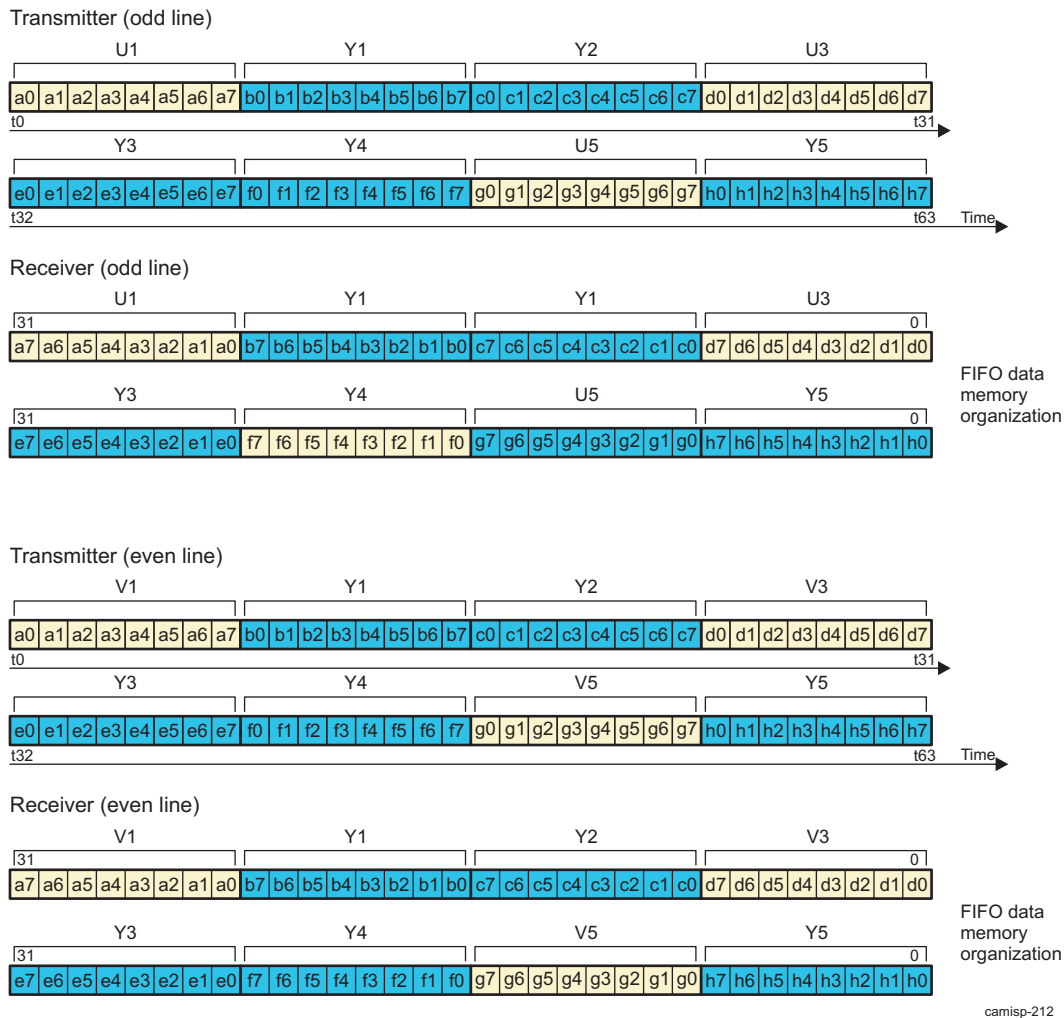 Transmitter (odd line)
U1 Y1 Y2 U3
a0 a1 a2 a3 a4 a5 a6 a7 b0 b1 b2 b3 b4 b5 b6 b7 c0 c1 c2 c3 c4 c5 c6 c7 d0 d1 d2 d3 d4 d5 d6 d7
t0 t31
Y3 Y4 U5 Y5
e0 e1 e2 e3 e4 e5 e6 e7 f0 f1 f2 f3 f4 f5 f6 f7 g0 g1 g2 g3 g4 g5 g6 g7 h0 h1 h2 h3 h4 h5 h6 h7
t32 t63 Time
Receiver (odd line)
U1 Y1 Y1 U3
31 0
a7 a6 a5 a4 a3 a2 a1 a0 b7 b6 b5 b4 b3 b2 b1 b0 c7 c6 c5 c4 c3 c2 c1 c0 d7 d6 d5 d4 d3 d2 d1 d0
Y3 Y4 U5 Y5
31 0
e7 e6 e5 e4 e3 e2 e1 e0 f7 f6 f5 f4 f3 f2 f1 f0 g7 g6 g5 g4 g3 g2 g1 g0 h7 h6 h5 h4 h3 h2 h1 h0
FIFO data
memory
organization
Transmitter (even line)
V1 Y1 Y2 V3
a0 a1 a2 a3 a4 a5 a6 a7 b0 b1 b2 b3 b4 b5 b6 b7 c0 c1 c2 c3 c4 c5 c6 c7 d0 d1 d2 d3 d4 d5 d6 d7
t0 t31
Y3 Y4 V5 Y5
e0 e1 e2 e3 e4 e5 e6 e7 f0 f1 f2 f3 f4 f5 f6 f7 g0 g1 g2 g3 g4 g5 g6 g7 h0 h1 h2 h3 h4 h5 h6 h7
t32 t63 Time
Receiver (even line)
V1 Y1 Y2 V3
31 0
a7 a6 a5 a4 a3 a2 a1 a0 b7 b6 b5 b4 b3 b2 b1 b0 c7 c6 c5 c4 c3 c2 c1 c0 d7 d6 d5 d4 d3 d2 d1 d0
Y3 Y4 V5 Y5
31 0
e7 e6 e5 e4 e3 e2 e1 e0 f7 f6 f5 f4 f3 f2 f1 f0 g7 g6 g5 g4 g3 g2 g1 g0 h7 h6 h5 h4 h3 h2 h1 h0
FIFO data
memory
organization
camisp-212